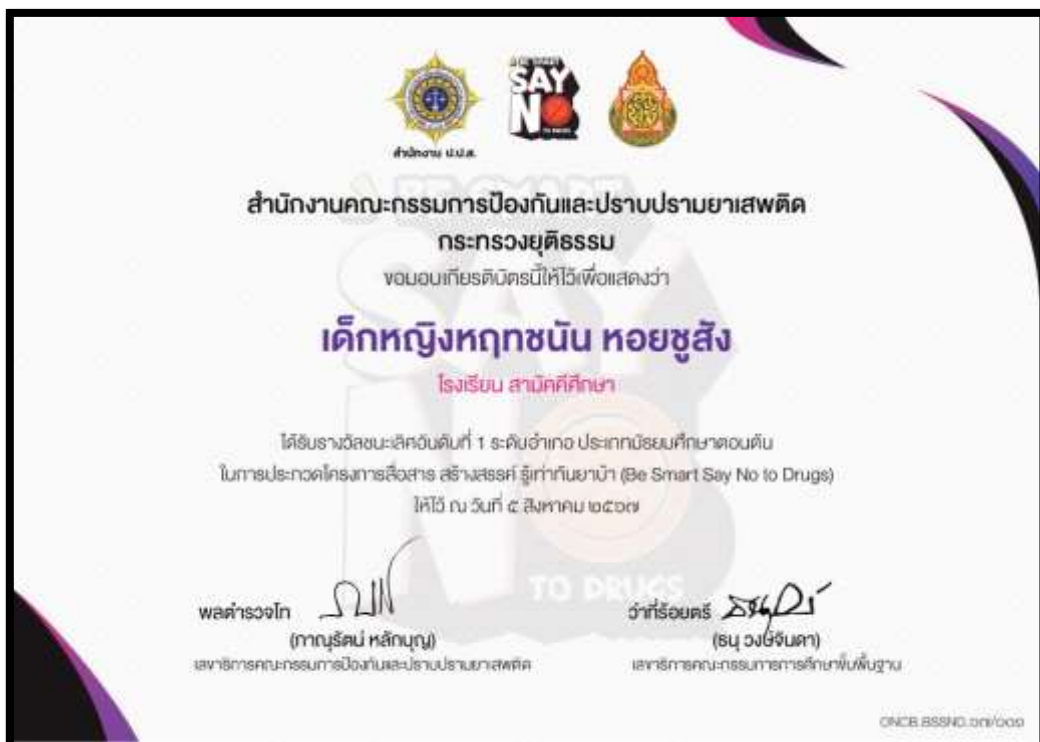 BE SMART
SAY
NO
TO DRUGS
สำนักงาน ป.ป.ส.
สำนักงานคณะกรรมการป้องกันและปราบปรามยาเสพติด
กระทรวงยุติธรรม
ขอมอบเกียรติบัตรนี้ให้ไว้เพื่อแสดงว่า
เด็กหญิงหฤทชนัน หอยชูสัง
โรงเรียน สามัคคีศึกษา
ได้รับรางวัลชนะเลิศอันดับที่ 1 ระดับอำเภอ ประเภทมัธยมศึกษาตอนต้น
ในการประกวดโครงการสื่อสาร สร้างสรรค์ รู้เท่าทันยาบ้า (Be Smart Say No to Drugs)
ให้ไว้ ณ วันที่ ๕ สิงหาคม ๒๕๖๗
พลตำรวจโท
(ภาณุรัตน์ หลักบุญ)
เลขาธิการคณะกรรมการป้องกันและปราบปรามยาเสพติด
ว่าที่ร้อยตรี
(ธนุ วงษ์จินดา)
เลขาธิการคณะกรรมการการศึกษาขั้นพื้นฐาน